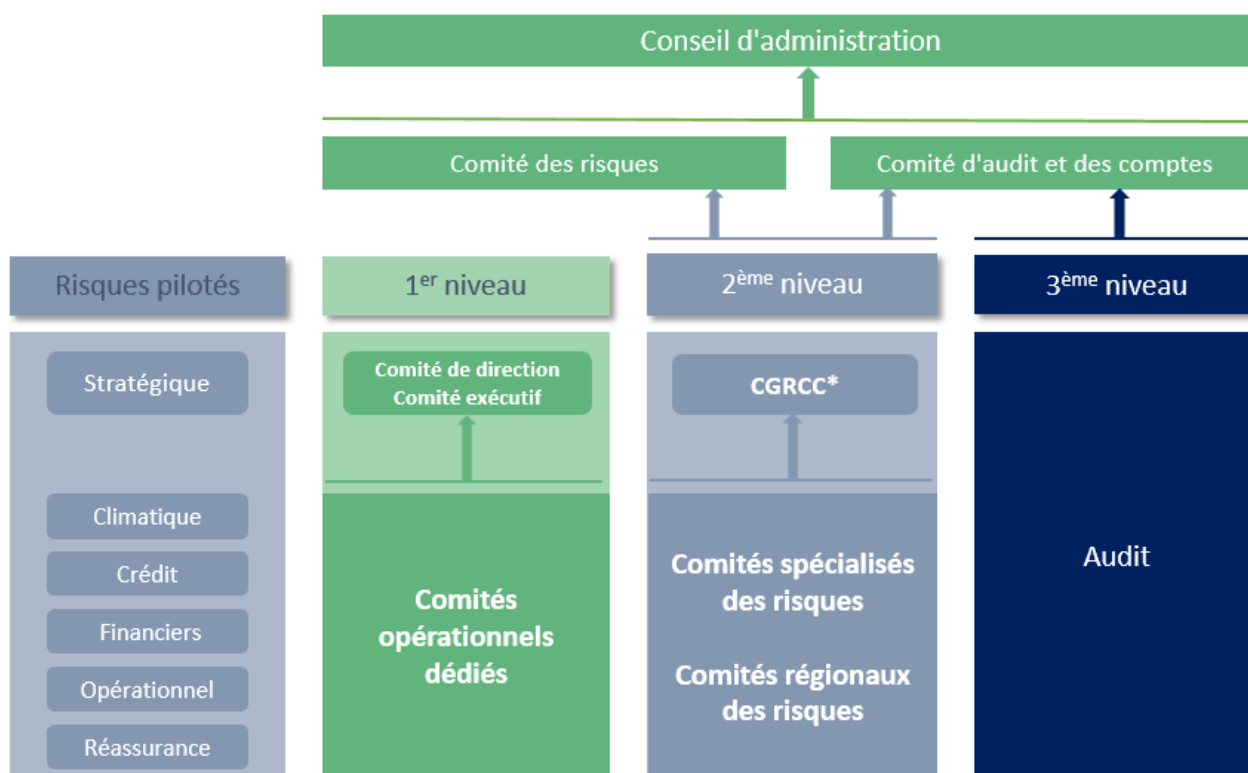 Conseil d'administration
Comité des risques
Comité d'audit et des comptes
Risques pilotés
1er niveau
2ème niveau
3ème niveau
Stratégique
Climatique
Crédit
Financiers
Opérationnel
Réassurance
Comité de direction
Comité exécutif
Comités
opérationnels
dédiés
CGRCC*
Comités spécialisés
des risques
Comités régionaux
des risques
Audit